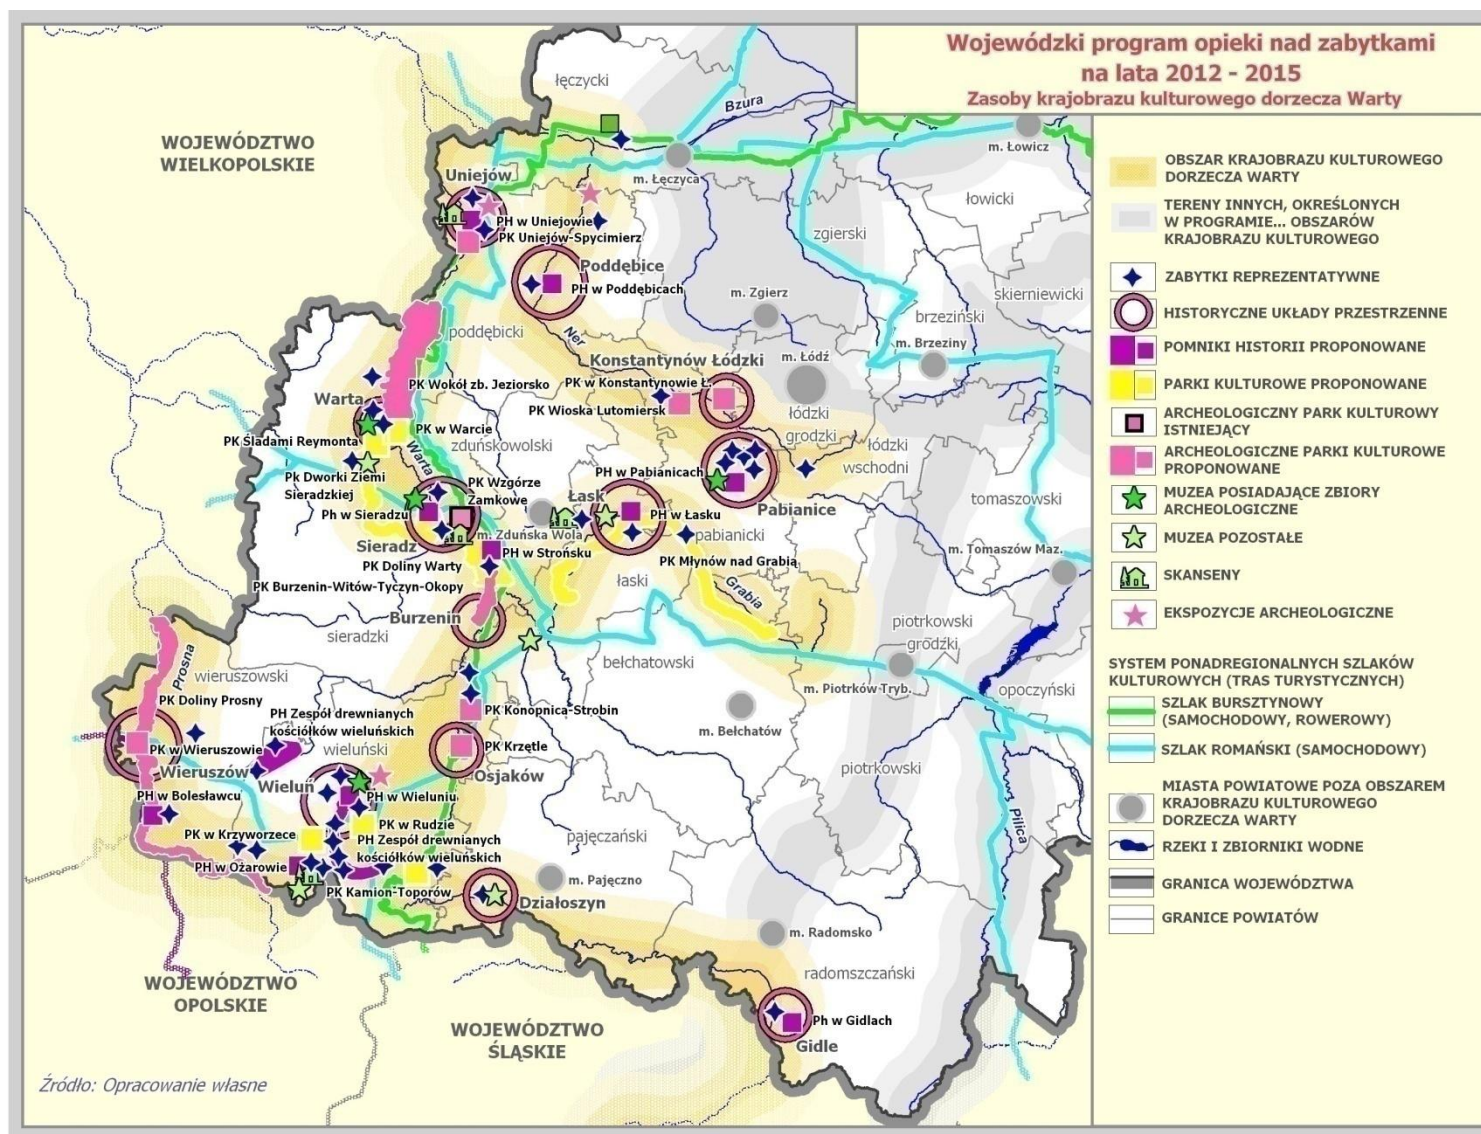 Wojewódzki program opieki nad zabytkami
na lata 2012 - 2015
Zasoby krajobrazu kulturowego dorzecza Warty
WOJEWÓDZTWO
WIELKOPOLSKIE
łęczycki
Bzura
m. Łowicz
m. Łęczyca
łowicki
Uniejów
PH w Uniejowie
PK Uniejów-Spycimierz
zgierski
Poddębice
PH w Poddębicach
m. Zgierz
skierniewicki
brzeziński
poddębicki
Ner
m. Brzeziny
Konstantynów Łódzki
m. Łódź
PK w Konstantynowie Ł.
PK Wokół zb. Jeziorsko
Warta
PK Wioska Lutomiersk
łódzki
grodzki
PK w Warcie
PK Śladami Reymonta
zduńskowolski
łódzki
wschodni
Warta
Pk Dworki Ziemi
Sieradzkiej
PK Wzgórze
Zamkowe
PH w Pabianicach
tomaszowski
Łask
Ph w Sieradzu
PH w Łasku
Pabianice
m. Zduńska Wola
pabianicki
Sieradz
PH w Strońsku
m. Tomaszów Maz.
PK Doliny Warty
PK Młynów nad Grabią
PK Burzenin-Witów-Tyczyn-Okopy
łaski
Grabia
Burzenin
sieradzki
piotrkowski
grodzki
bełchatowski
Prosna
wieruszowski
m. Piotrków Tryb.
opoczyński
PK Doliny Prosny
PK Konopnica-Strobin
m. Bełchatów
PH Zespół drewnianych
kościółków wieluńskich
PK w Wieruszowie
wieluński
PK Krzętle
Wieruszów
Osjaków
piotrkowski
Wieluń
PH w Wieluniu
PH w Bolesławcu
PK w Rudzie
Pilica
PK w Krzyworzece
PH Zespół drewnianych
kościółków wieluńskich
pajęczański
PH w Ożarowie
PK Kamion-Toporów
m. Pajęczno
Działoszyn
m. Radomsko
radomszczański
WOJEWÓDZTWO
OPOLSKIE
WOJEWÓDZTWO
ŚLĄSKIE
Ph w Gidlach
Gidle
Źródło: Opracowanie własne
OBSZAR KRAJOBRAZU KULTUROWEGO
DORZECZA WARTY
TERENY INNYCH, OKREŚLONYCH
W PROGRAMIE... OBSZARÓW
KRAJOBRAZU KULTUROWEGO
ZABYTKI REPREZENTATYWNE
HISTORYCZNE UKŁADY PRZESTRZENNE
POMNIKI HISTORII PROPONOWANE
PARKI KULTUROWE PROPONOWANE
ARCHEOLOGICZNY PARK KULTUROWY
ISTNIEJĄCY
ARCHEOLOGICZNE PARKI KULTUROWE
PROPONOWANE
MUZEA POSIADAJĄCE ZBIORY
ARCHEOLOGICZNE
MUZEA POZOSTAŁE
SKANSENY
EKSPOZYCJE ARCHEOLOGICZNE
SYSTEM PONADREGIONALNYCH SZLAKÓW
KULTUROWYCH (TRAS TURYSTYCZNYCH)
SZLAK BURSZTYNOWY
(SAMOCHODOWY, ROWEROWY)
SZLAK ROMAŃSKI (SAMOCHODOWY)
MIASTA POWIATOWE POZA OBSZAREM
KRAJOBRAZU KULTUROWEGO
DORZECZA WARTY
RZEKI I ZBIORNIKI WODNE
GRANICA WOJEWÓDZTWA
GRANICE POWIATÓW